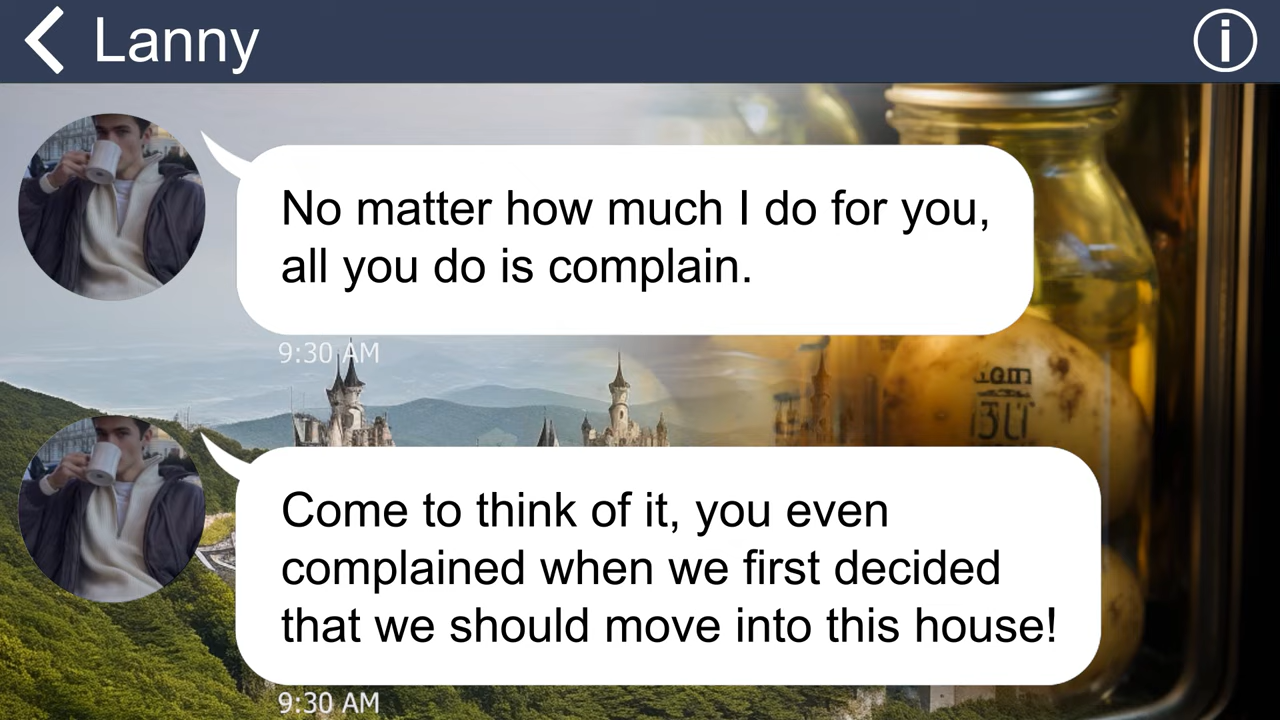 Lanny
No matter how much I do for you,
all you do is complain.
9:30 AM
Come to think of it, you even
complained when we first decided
that we should move into this house!
9:30 AM